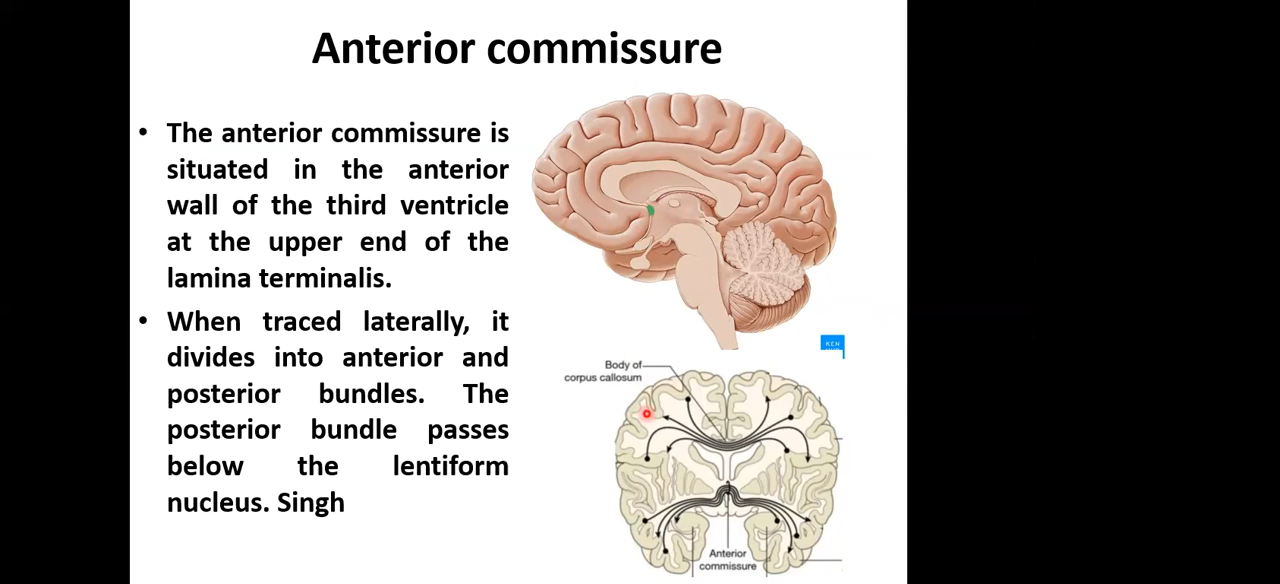 Anterior commissure
• The anterior commissure is
situated in the anterior
wall of the third ventricle
at the upper end of the
lamina terminalis.
• When traced laterally, it
divides into anterior and
posterior bundles. The
posterior bundle passes
below the lentiform
nucleus. Singh
KEN
Body of
corpus callosum
Anterior
commissure